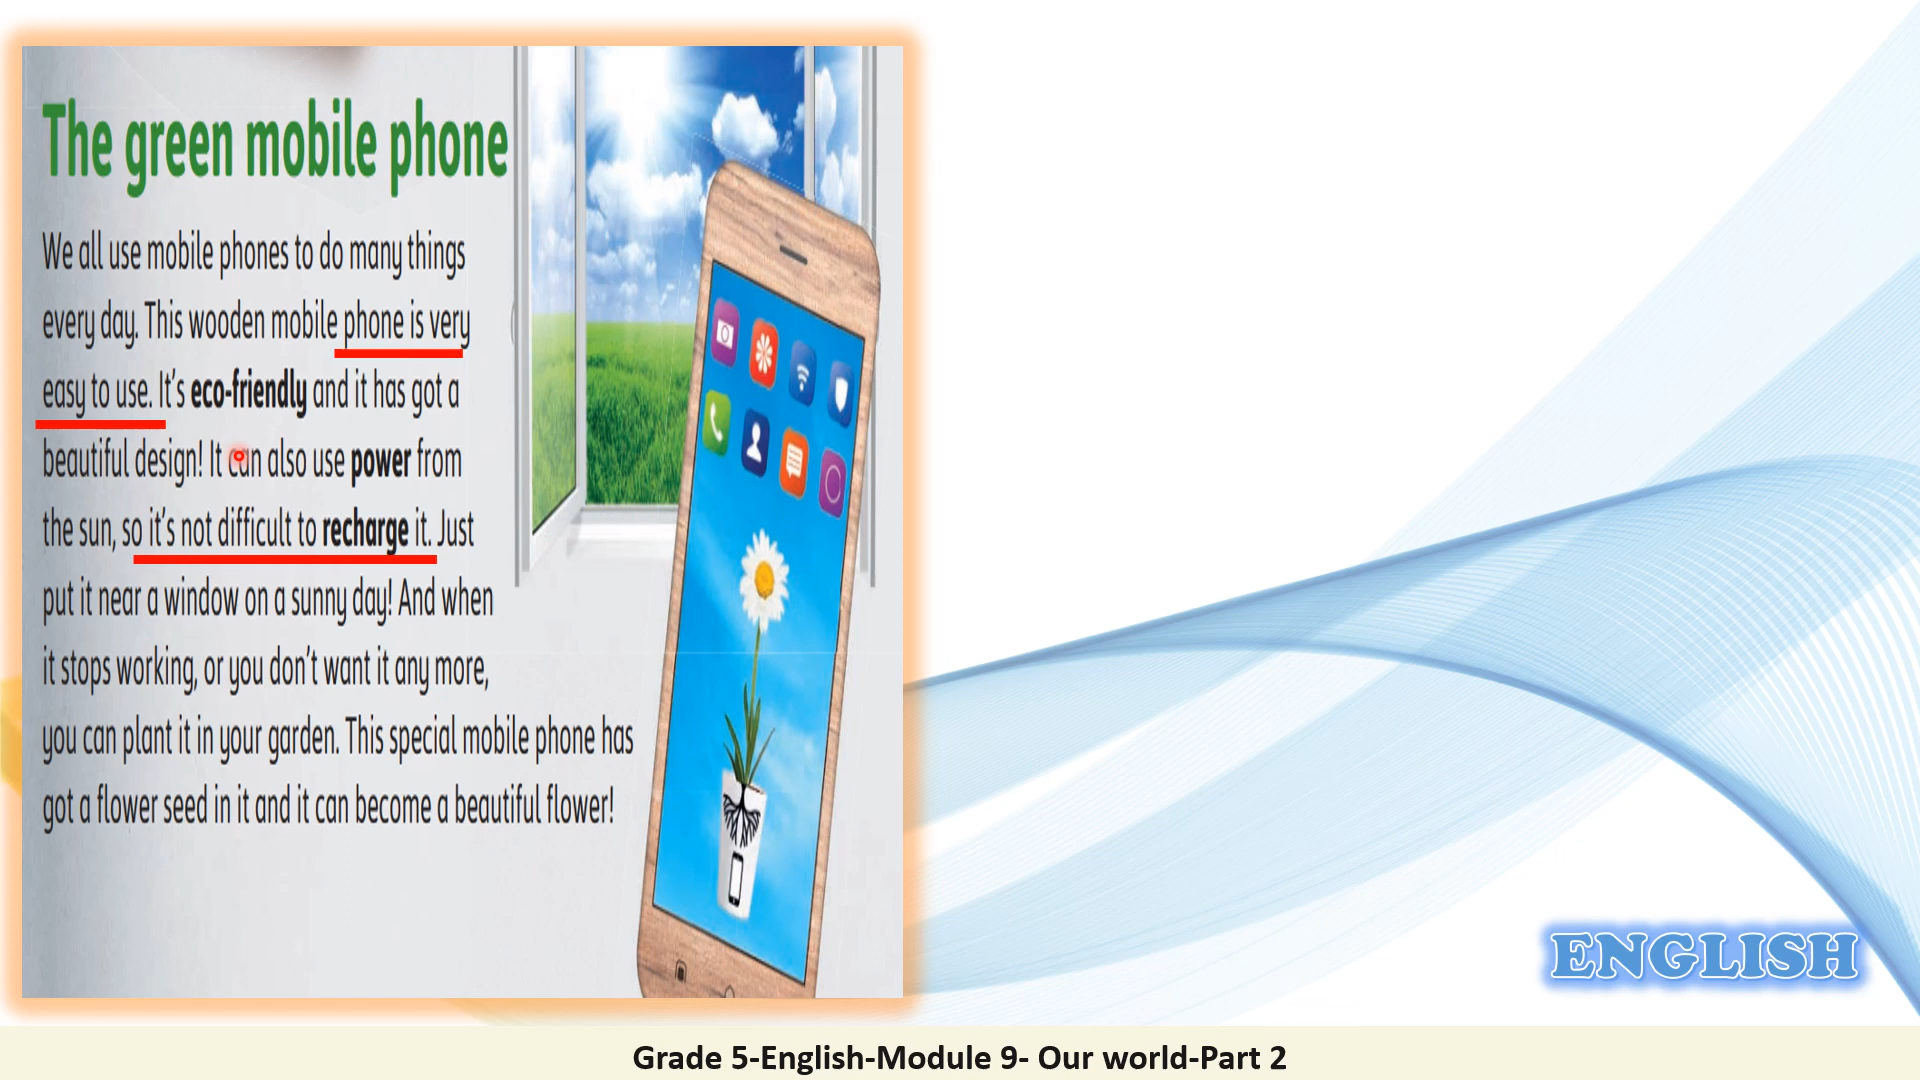 The green mobile phone
We all use mobile phones to do many things
every day. This wooden mobile phone is very
easy to use. It's eco-friendly and it has got a
beautiful design! It can also use power from
the sun, so it's not difficult to recharge it. Just
put it near a window on a sunny day! And when
it stops working, or you don't want it any more,
you can plant it in your garden. This special mobile phone has
got a flower seed in it and it can become a beautiful flower!
ENGLISH
Grade 5-English-Module 9- Our world-Part 2